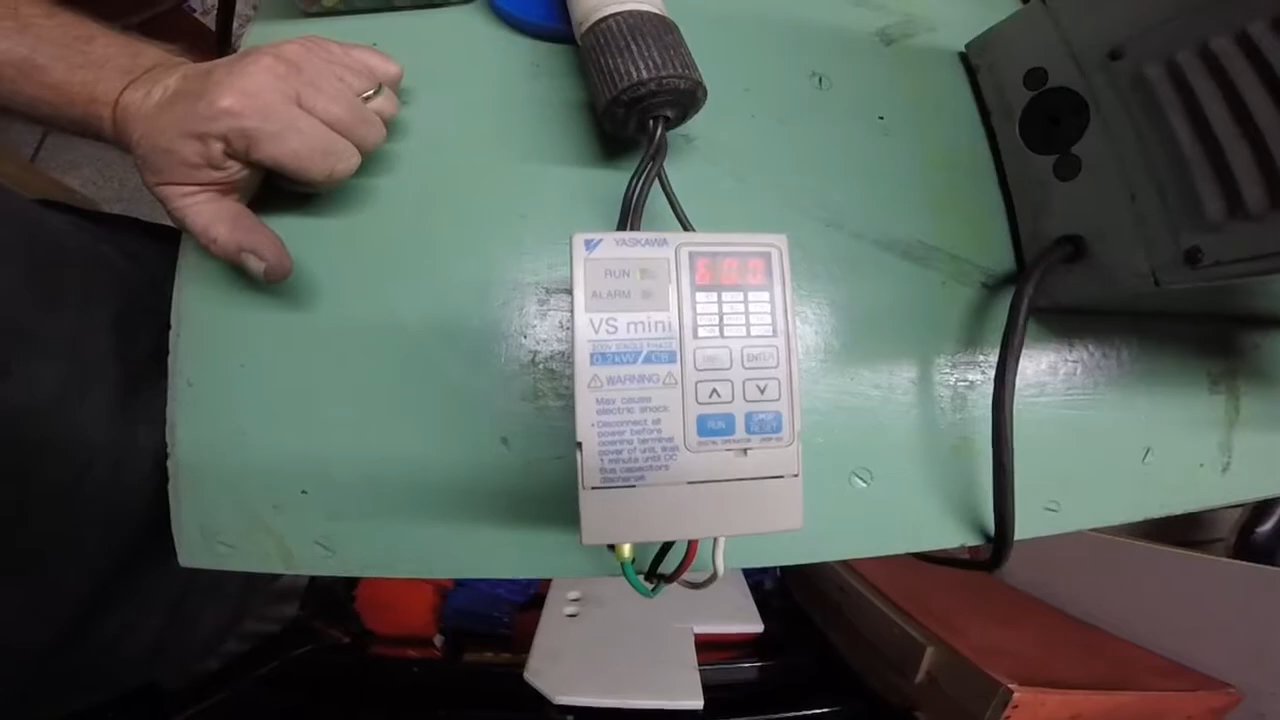 YASKAWA
RUN
ALARM
VS mini
200V SINGLE PHASE
0.2kW / CB
WARNING
May cause
electric shock.
• Disconnect all
power before
opening terminal
cover of unit. Wait
1 minute until DC
Bus capacitors
discharge.
ENTER
RUN
STOP
RESET
DIGITAL OPERATOR